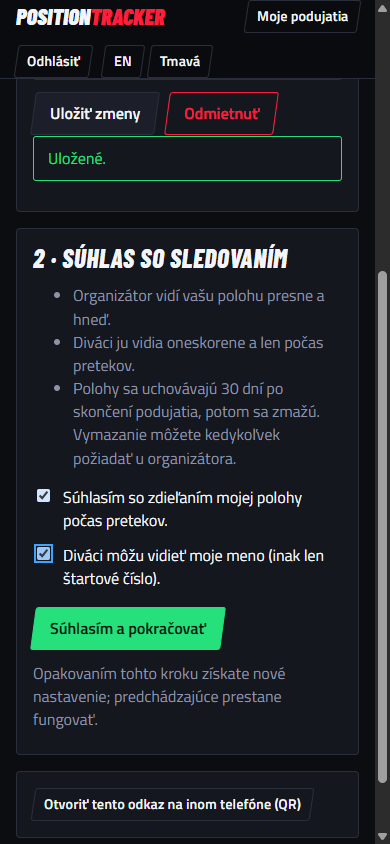 POSITIONTRACKER
Moje podujatia
Odhlásiť
EN
Tmavá
Uložiť zmeny
Odmietnuť
Uložené.
2 · SÚHLAS SO SLEDOVANÍM
Organizátor vidí vašu polohu presne a
hneď.
Diváci ju vidia oneskorene a len počas
pretekov.
Polohy sa uchovávajú 30 dní po
skončení podujatia, potom sa zmažú.
Vymazanie môžete kedykoľvek
požiadať u organizátora.
Súhlasím so zdieľaním mojej polohy
počas pretekov.
Diváci môžu vidieť moje meno (inak len
štartové číslo).
Súhlasím a pokračovať
Opakovaním tohto kroku získate nové
nastavenie; predchádzajúce prestane
fungovať.
Otvoriť tento odkaz na inom telefóne (QR)